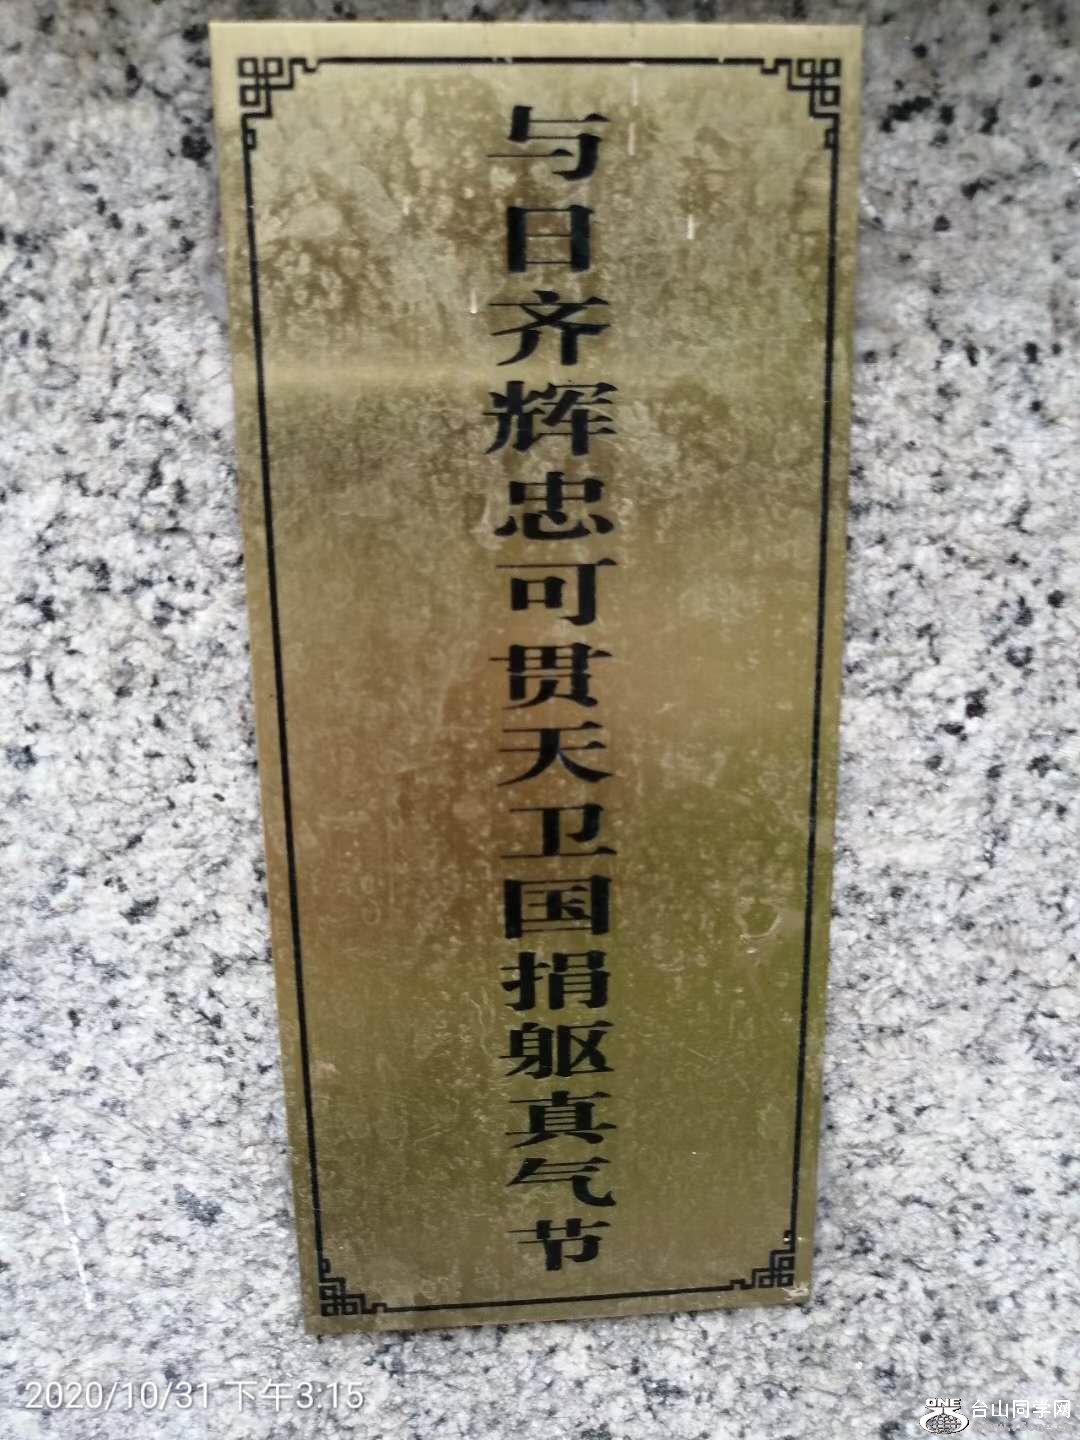 与日齐辉忠可贯天卫国捐躯真气节
2020/10/31 下午3:15
ONE
台山同学网